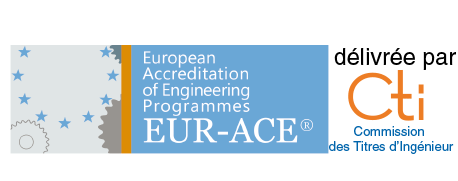 European
Accreditation
of Engineering
Programmes
EUR-ACE®
délivrée par
Cti
Commission
des Titres d'Ingénieur